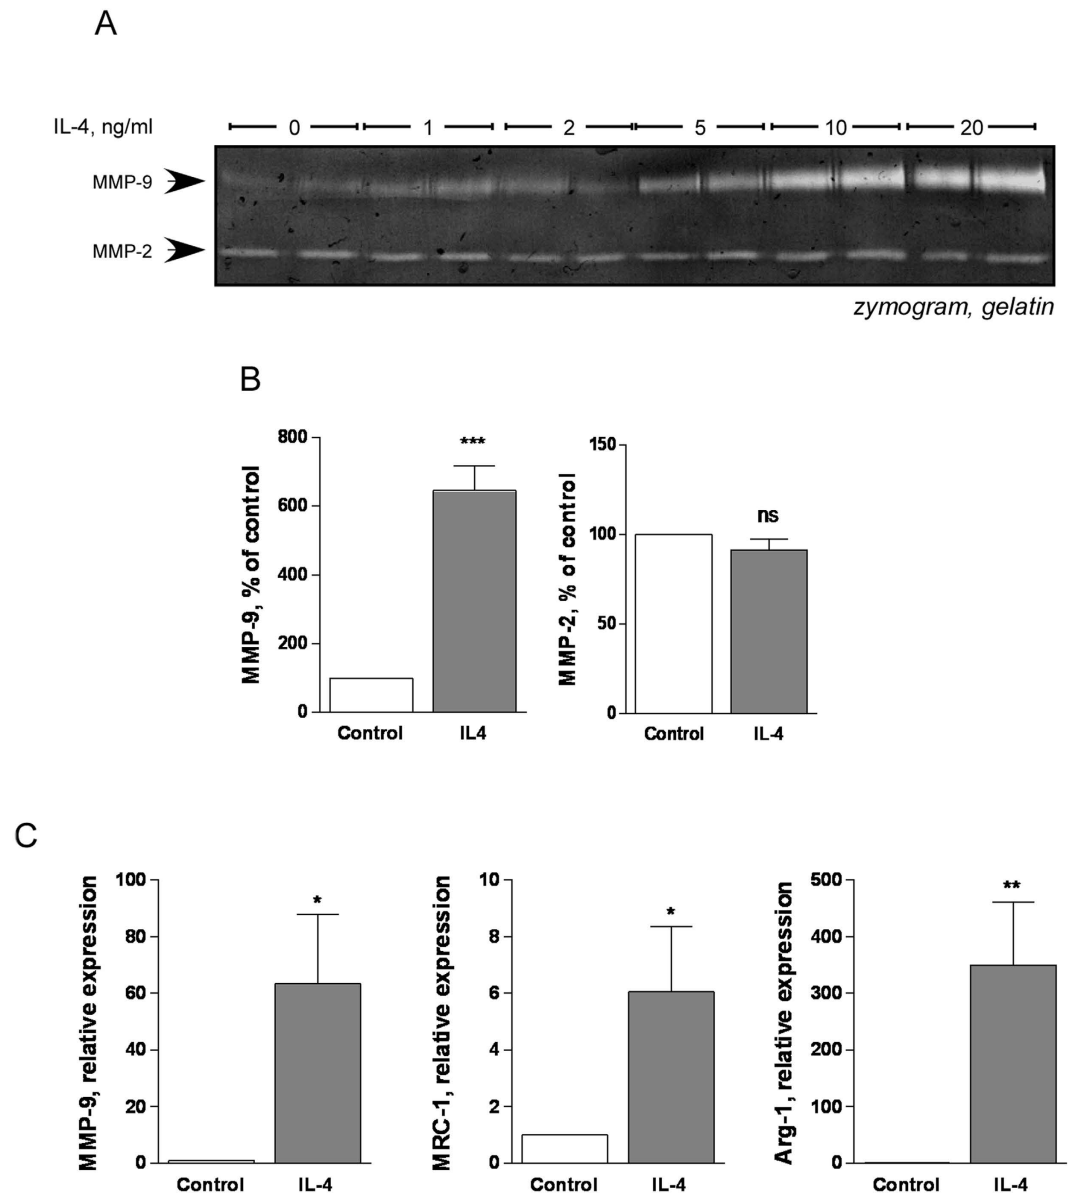 A
IL-4, ng/ml 0 1 2 5 10 20
MMP-9
MMP-2
zymogram, gelatin
B
MMP-9, % of control
800
600
400
200
0
***
Control IL4
MMP-2, % of control
150
100
50
0
ns
Control IL-4
C
MMP-9, relative expression
100
80
60
40
20
0
*
Control IL-4
MRC-1, relative expression
10
8
6
4
2
0
*
Control IL-4
Arg-1, relative expression
500
400
300
200
100
0
**
Control IL-4